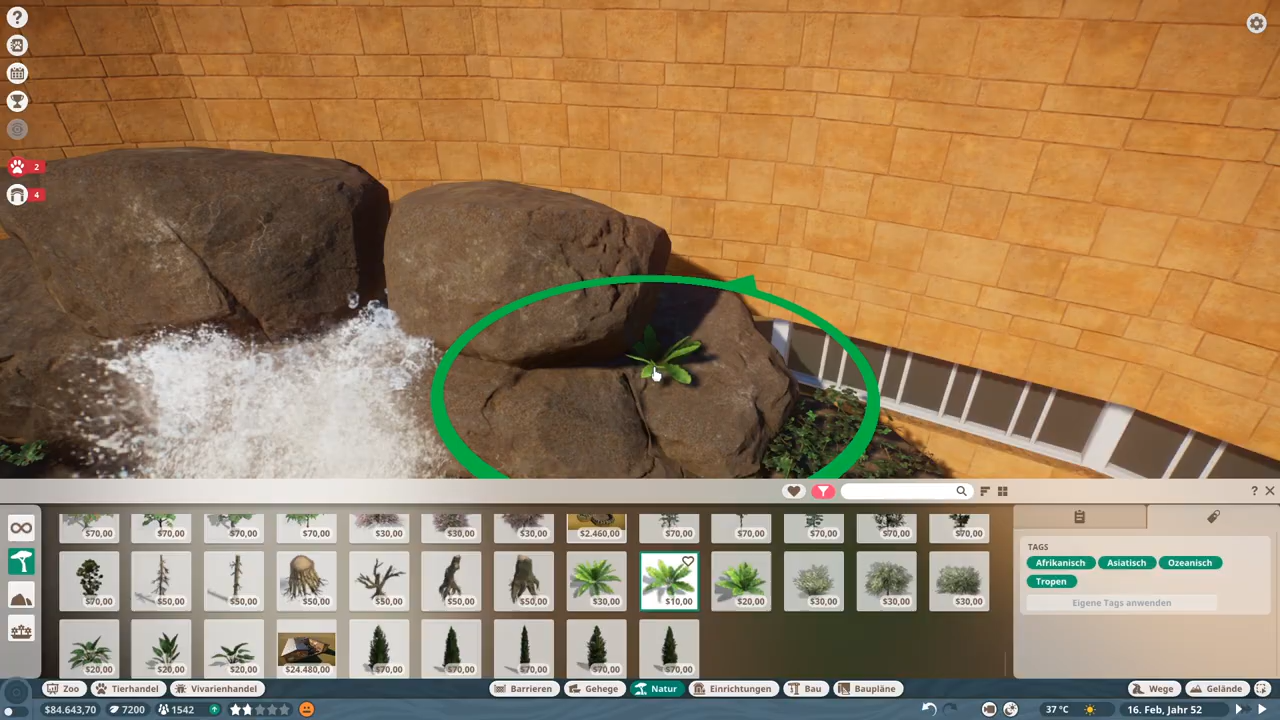 ?
2
4
? ×
$70,00 $70,00 $70,00 $70,00 $30,00 $30,00 $30,00 $2.460,00 $70,00 $70,00 $70,00 $70,00 $70,00
$70,00 $50,00 $50,00 $50,00 $50,00 $50,00 $50,00 $30,00 $10,00 $20,00 $30,00 $30,00 $30,00
$20,00 $20,00 $20,00 $24.480,00 $70,00 $70,00 $70,00 $70,00 $70,00
TAGS
Afrikanisch Asiatisch Ozeanisch
Tropen
Eigene Tags anwenden
Zoo Tierhandel Vivarienhandel Barrieren Gehege Natur Einrichtungen Bau Baupläne Wege Gelände
$84.643,70 7200 1542 37 °C 16. Feb, Jahr 52